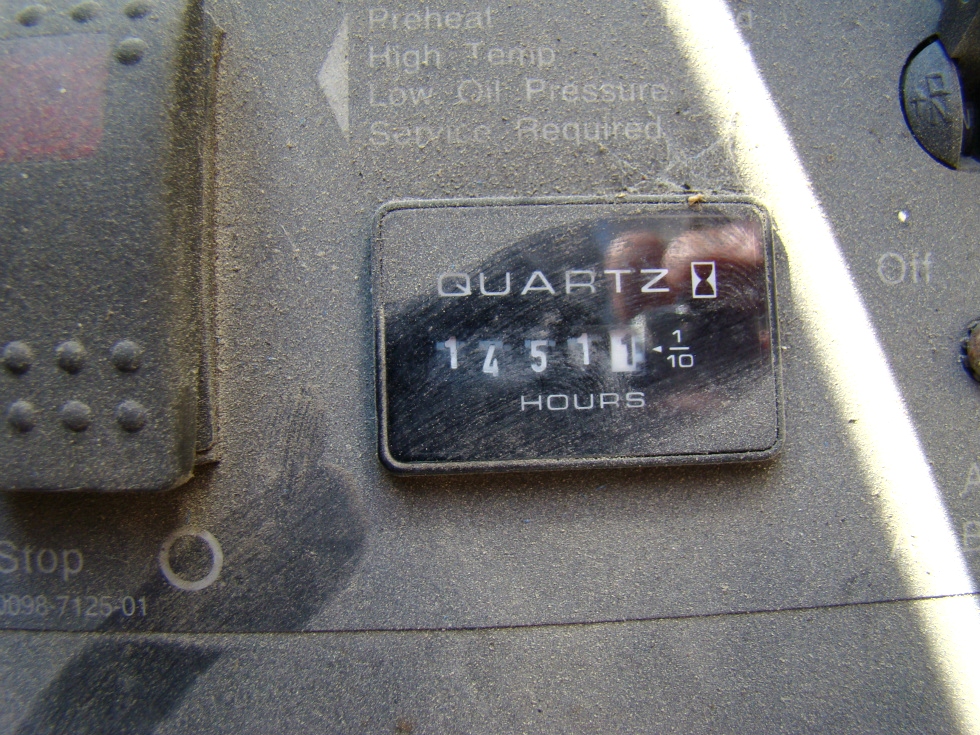 Preheat
High Temp
Low Oil Pressure
Service Required
QUARTZ
14511
1/10
HOURS
Off
Stop
0098-7125-01